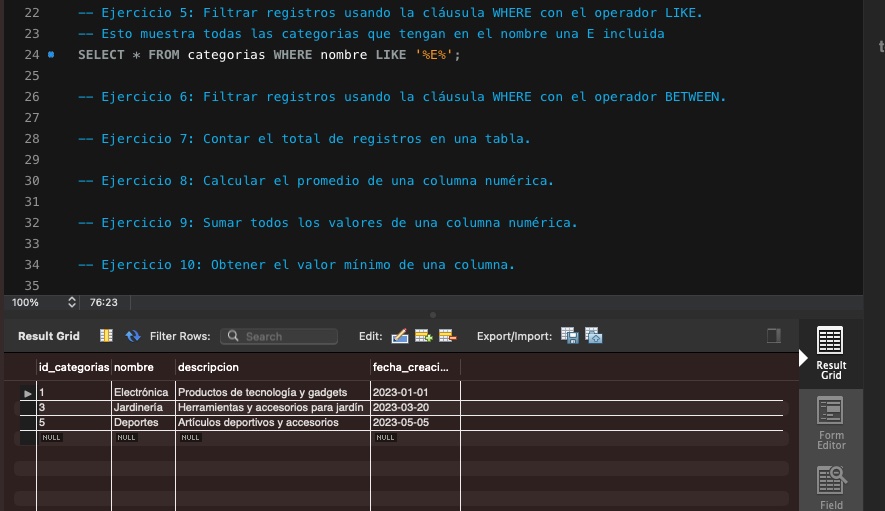 22 -- Ejercicio 5: Filtrar registros usando la cláusula WHERE con el operador LIKE.
23 -- Esto muestra todas las categorias que tengan en el nombre una E incluida
24 SELECT * FROM categorias WHERE nombre LIKE '%E%';
25
26 -- Ejercicio 6: Filtrar registros usando la cláusula WHERE con el operador BETWEEN.
27
28 -- Ejercicio 7: Contar el total de registros en una tabla.
29
30 -- Ejercicio 8: Calcular el promedio de una columna numérica.
31
32 -- Ejercicio 9: Sumar todos los valores de una columna numérica.
33
34 -- Ejercicio 10: Obtener el valor mínimo de una columna.
35
100% 76:23
Result Grid Filter Rows: Search Edit: Export/Import:
id_categorias nombre descripcion fecha_creaci...
1 Electrónica Productos de tecnología y gadgets 2023-01-01
3 Jardinería Herramientas y accesorios para jardín 2023-03-20
5 Deportes Artículos deportivos y accesorios 2023-05-05
NULL NULL NULL NULL
Result
Grid
Form
Editor
Field
t